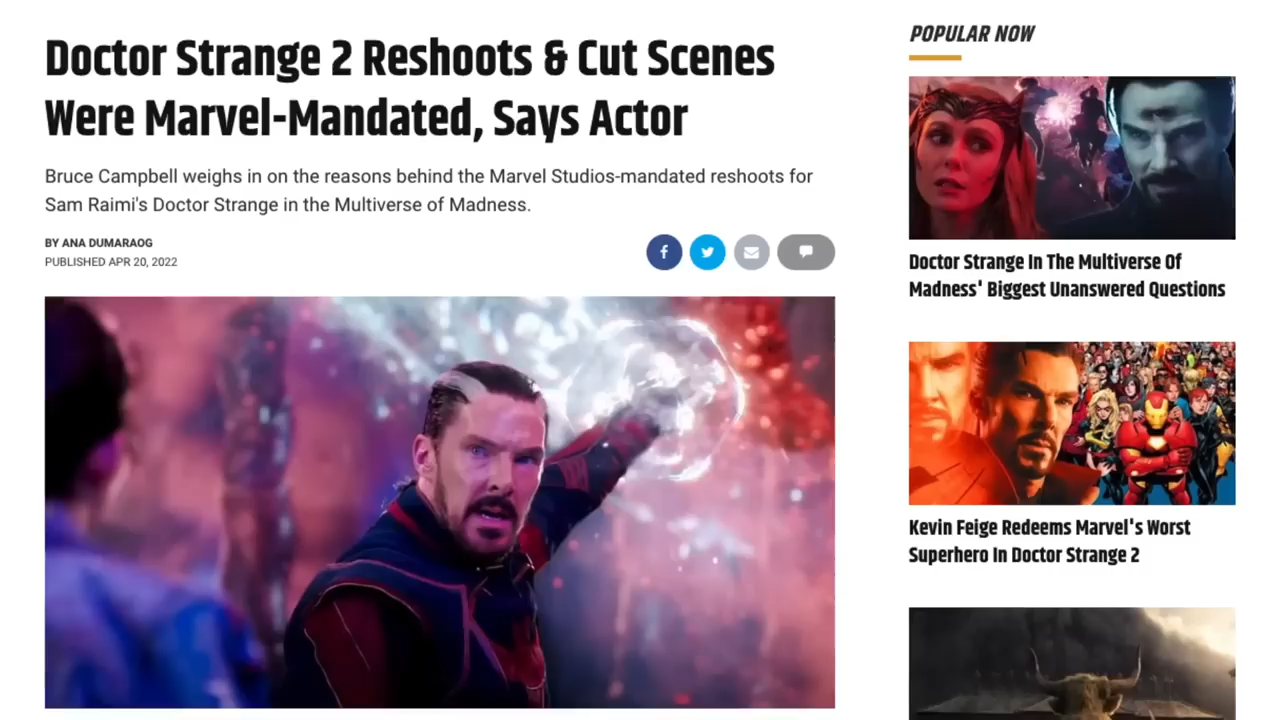 Doctor Strange 2 Reshoots & Cut Scenes
Were Marvel-Mandated, Says Actor
Bruce Campbell weighs in on the reasons behind the Marvel Studios-mandated reshoots for
Sam Raimi's Doctor Strange in the Multiverse of Madness.
BY ANA DUMARAOG
PUBLISHED APR 20, 2022
POPULAR NOW
Doctor Strange In The Multiverse Of
Madness' Biggest Unanswered Questions
Kevin Feige Redeems Marvel's Worst
Superhero In Doctor Strange 2